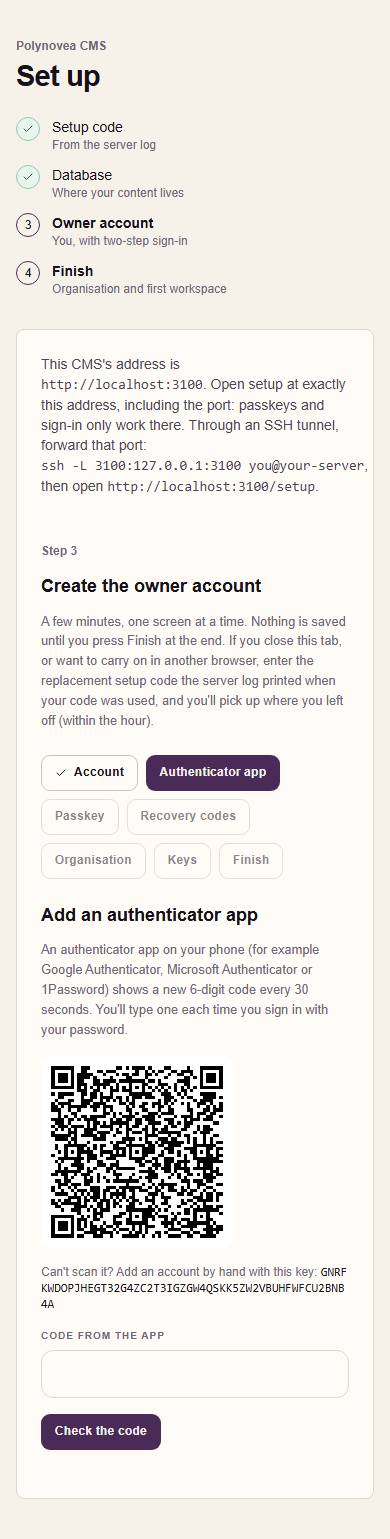 Polynovea CMS
Set up
Setup code
From the server log
Database
Where your content lives
3
Owner account
You, with two-step sign-in
4
Finish
Organisation and first workspace
This CMS's address is
http://localhost:3100. Open setup at exactly
this address, including the port: passkeys and
sign-in only work there. Through an SSH tunnel,
forward that port:
ssh -L 3100:127.0.0.1:3100 you@your-server,
then open http://localhost:3100/setup.
Step 3
Create the owner account
A few minutes, one screen at a time. Nothing is saved
until you press Finish at the end. If you close this tab,
or want to carry on in another browser, enter the
replacement setup code the server log printed when
your code was used, and you'll pick up where you left
off (within the hour).
Account
Authenticator app
Passkey
Recovery codes
Organisation
Keys
Finish
Add an authenticator app
An authenticator app on your phone (for example
Google Authenticator, Microsoft Authenticator or
1Password) shows a new 6-digit code every 30
seconds. You'll type one each time you sign in with
your password.
Can't scan it? Add an account by hand with this key: GNRF
KWDOPJHEGT32G4ZC2T3IGZGW4QSKK5ZW2VBUHFWFCU2BNB
4A
CODE FROM THE APP
Check the code